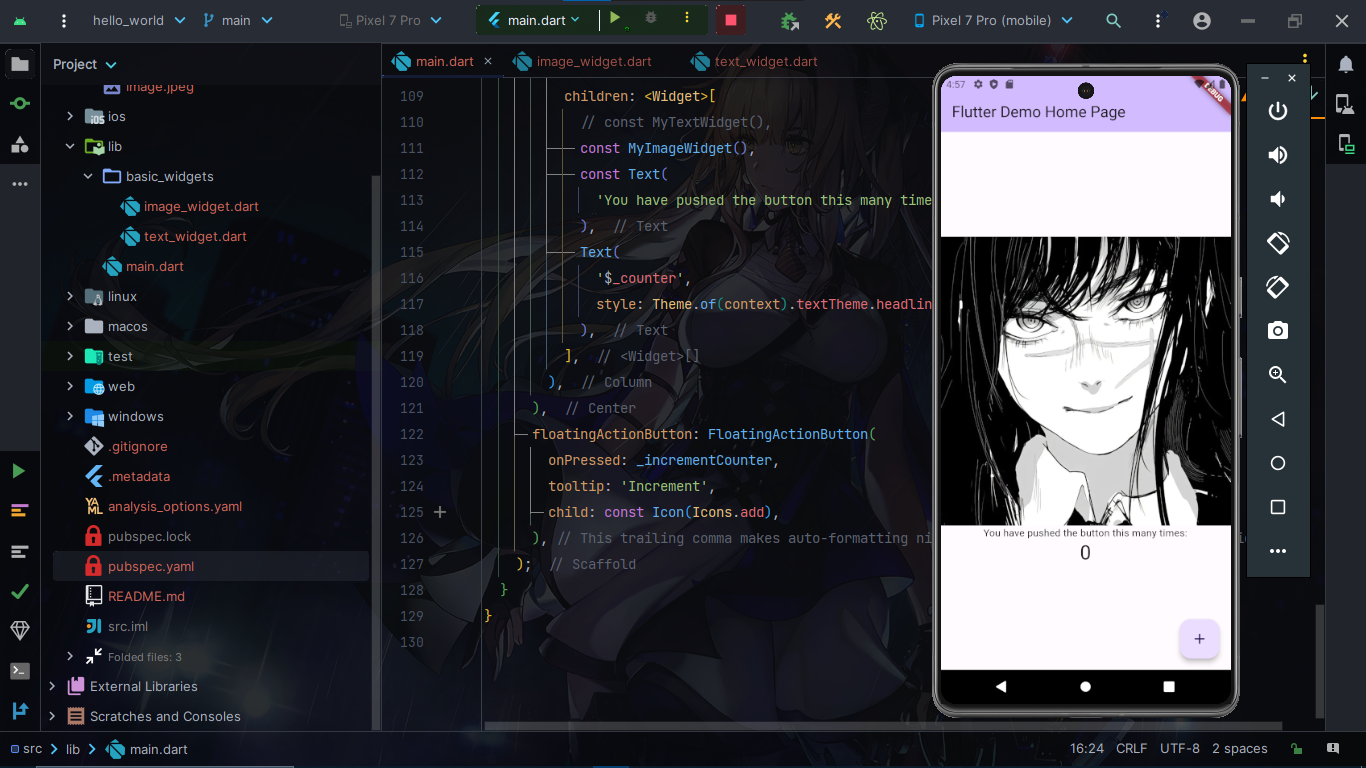 hello_world
main
Pixel 7 Pro
main.dart
Pixel 7 Pro (mobile)
Project
main.dart
image_widget.dart
text_widget.dart
image.jpeg
ios
lib
basic_widgets
image_widget.dart
text_widget.dart
main.dart
linux
macos
test
web
windows
.gitignore
.metadata
analysis_options.yaml
pubspec.lock
pubspec.yaml
README.md
src.iml
Folded files: 3
External Libraries
Scratches and Consoles
109 children: <Widget>[
110 // const MyTextWidget(),
111 const MyImageWidget(),
112 const Text(
113 'You have pushed the button this many time
114 ), // Text
115 Text(
116 '$_counter',
117 style: Theme.of(context).textTheme.headlin
118 ), // Text
119 ], // <Widget>[]
120 ), // Column
121 ), // Center
122 floatingActionButton: FloatingActionButton(
123 onPressed: _incrementCounter,
124 tooltip: 'Increment',
125 child: const Icon(Icons.add),
126 ), // This trailing comma makes auto-formatting ni
127 ); // Scaffold
128 }
129 }
130
4:57
DEBUG
Flutter Demo Home Page
You have pushed the button this many times:
0
+
src
lib
main.dart
16:24
CRLF
UTF-8
2 spaces